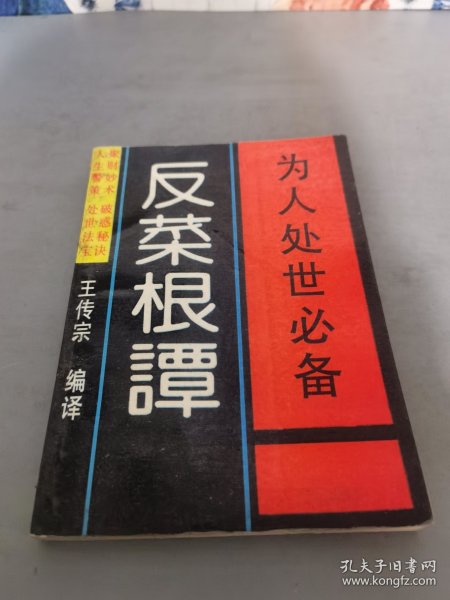 为人处世必备
反菜根譚
发财妙术 破惑秘诀
人生警策 处世法宝
王传宗 编译
孔夫子旧书网
www.kongfz.com